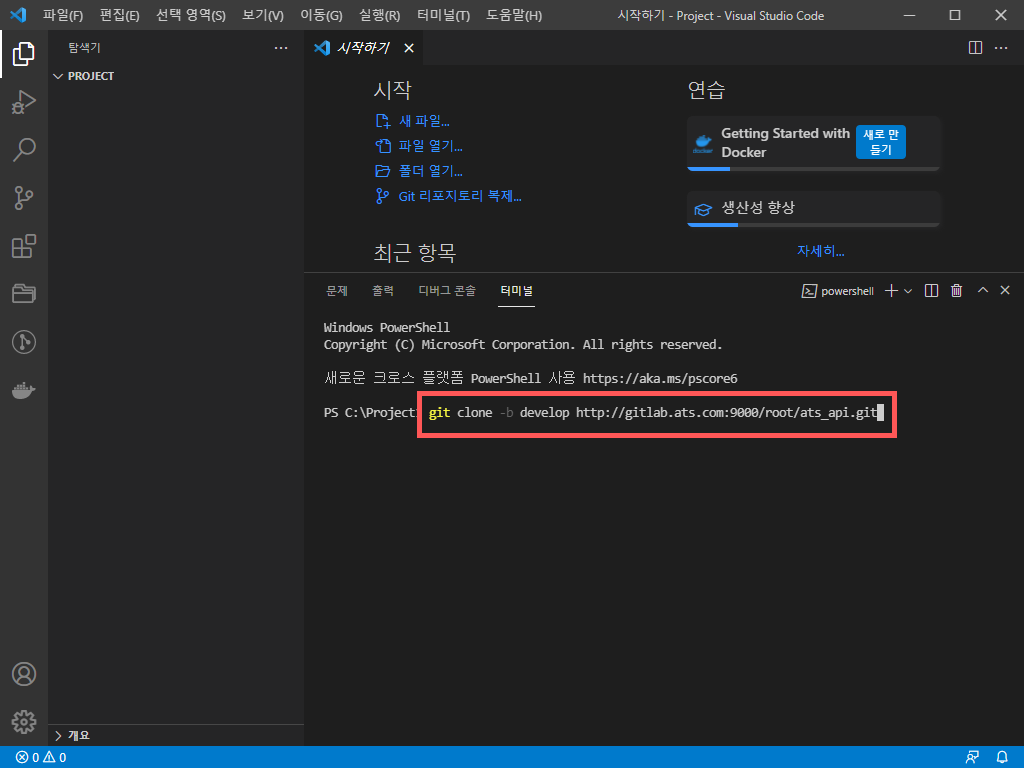 파일(F) 편집(E) 선택 영역(S) 보기(V) 이동(G) 실행(R) 터미널(T) 도움말(H) 시작하기 - Project - Visual Studio Code
탐색기
시작하기
PROJECT
시작
새 파일...
파일 열기...
폴더 열기...
Git 리포지토리 복제...
최근 항목
연습
docker
Getting Started with
Docker
새로 만
들기
생산성 향상
자세히...
문제 출력 디버그 콘솔 터미널 powershell
Windows PowerShell
Copyright (C) Microsoft Corporation. All rights reserved.
새로운 크로스 플랫폼 PowerShell 사용 https://aka.ms/pscore6
PS C:\Project git clone -b develop http://gitlab.ats.com:9000/root/ats_api.git
개요
0 0